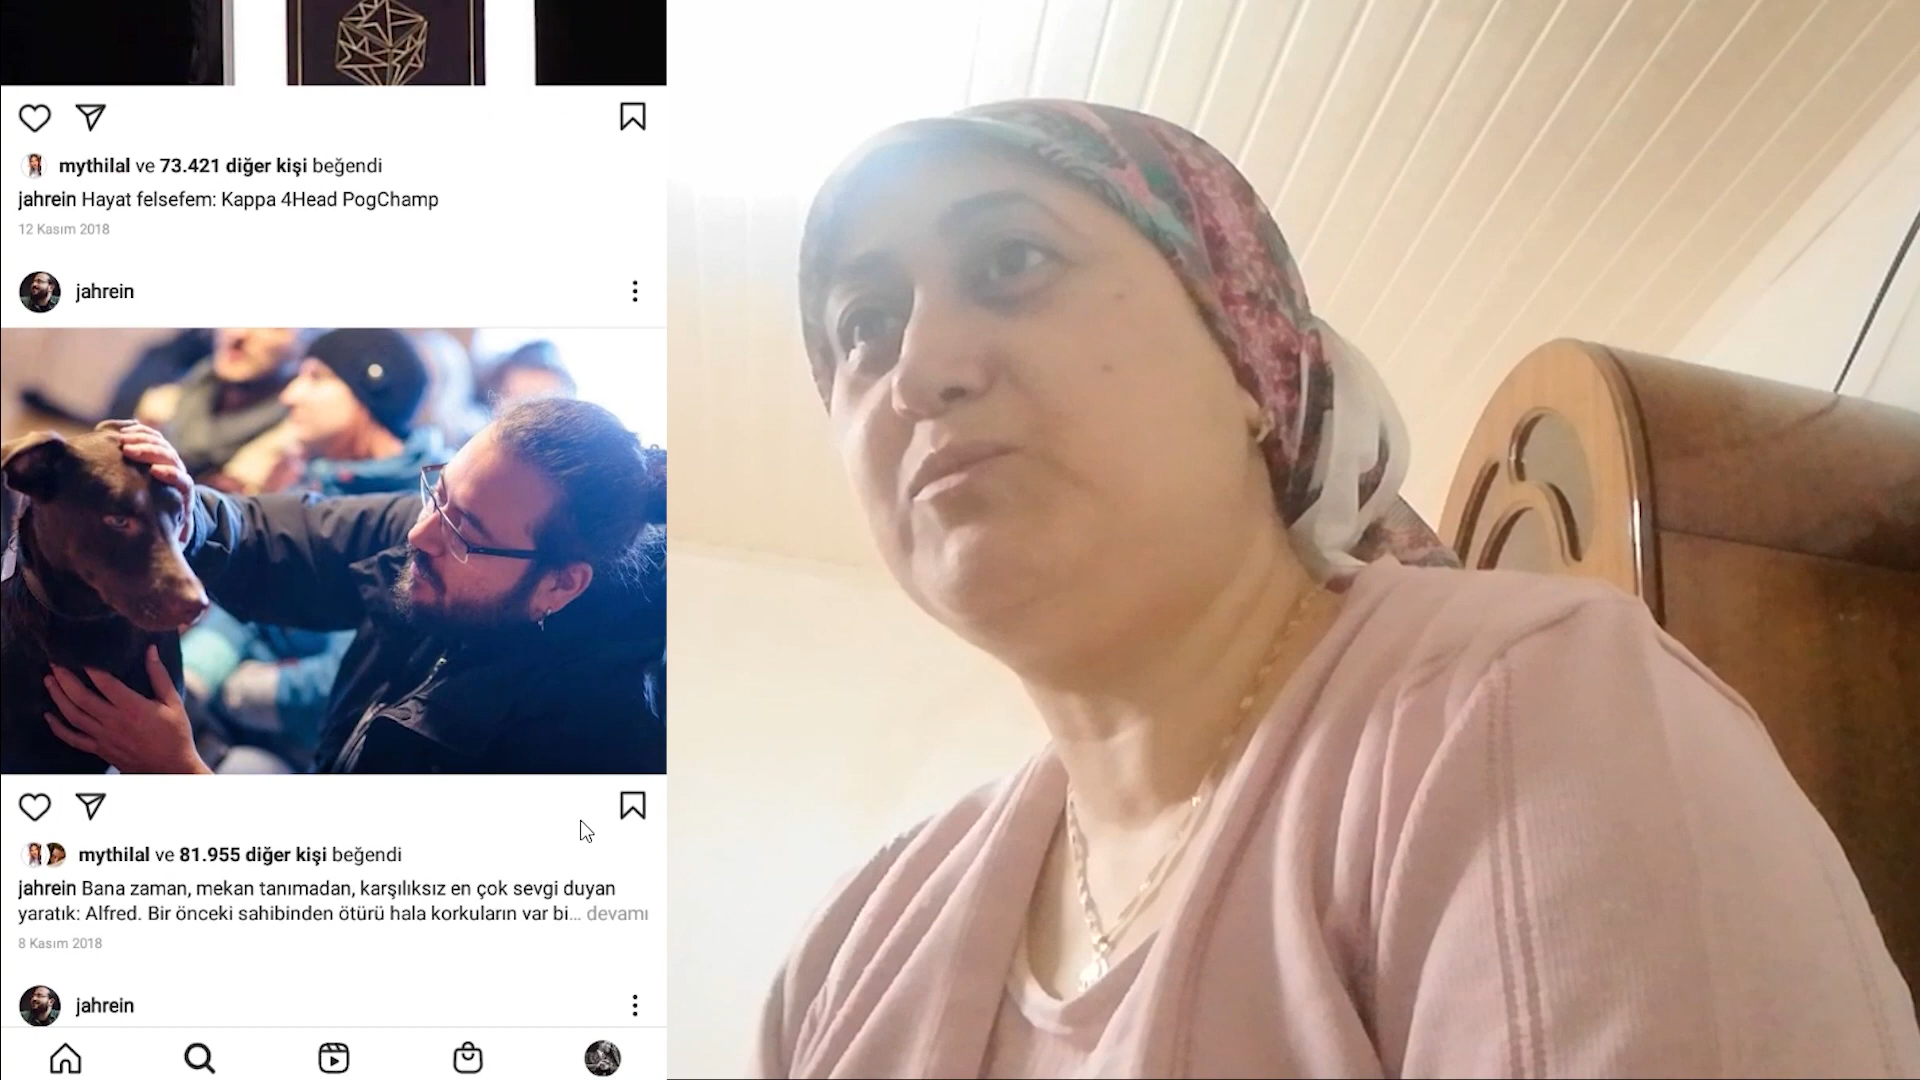 mythilal ve 73.421 diğer kişi beğendi
jahrein Hayat felsefem: Kappa 4Head PogChamp
12 Kasım 2018
jahrein
mythilal ve 81.955 diğer kişi beğendi
jahrein Bana zaman, mekan tanımadan, karşılıksız en çok sevgi duyan
yaratık: Alfred. Bir önceki sahibinden ötürü hala korkuların var bi... devamı
8 Kasım 2018
jahrein